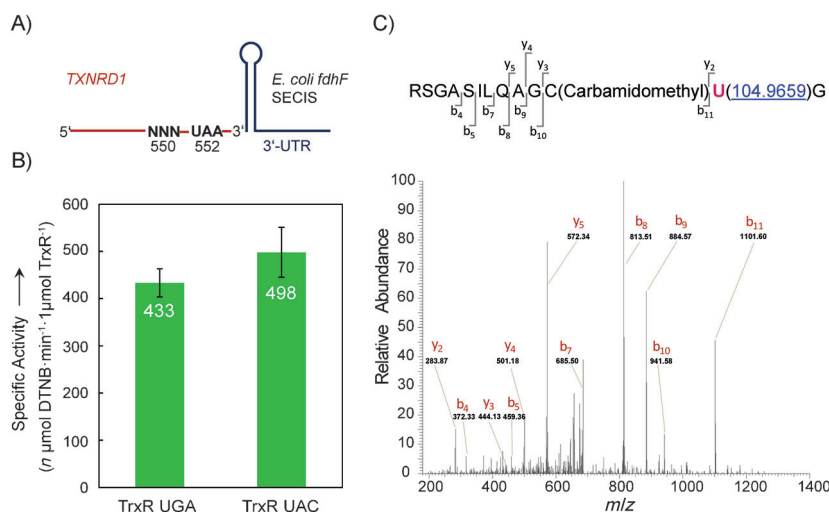 A)
TXNRD1
E. coli fdhF
SECIS
5'
NNN
UAA
3'
550
552
3'-UTR
B)
Specific Activity →
(n μmol DTNB·min⁻¹·1μmol TrxR⁻¹)
600
500
400
300
200
100
0
433
498
TrxR UGA
TrxR UAC
C)
y4
y5
y3
y2
RSGASILQAGC(Carbamidomethyl)U(104.9659)G
b4
b7
b9
b11
b5
b8
b10
Relative Abundance
100
90
80
70
60
50
40
30
20
10
0
y5
572.34
b8
813.51
b9
884.57
b11
1101.60
y2
283.87
y4
501.18
b7
685.50
b10
941.58
b4
372.33
y3
444.13
b5
459.36
200
400
600
800
1000
1200
1400
m/z